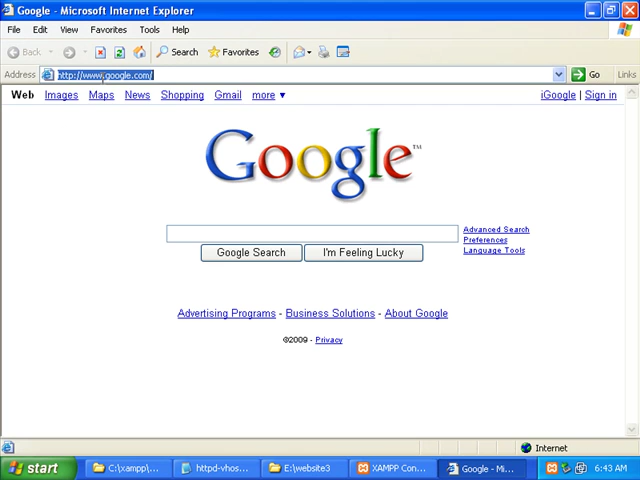 Google - Microsoft Internet Explorer
File Edit View Favorites Tools Help
Back Search Favorites
Address http://www.google.com/ Go Links
Web Images Maps News Shopping Gmail more ▼ iGoogle | Sign in
Google™
Advanced Search
Preferences
Language Tools
Google Search I'm Feeling Lucky
Advertising Programs - Business Solutions - About Google
©2009 - Privacy
Internet
start C:\xampp\... httpd-vhos... E:\website3 XAMPP Con... Google - Mi... 6:43 AM